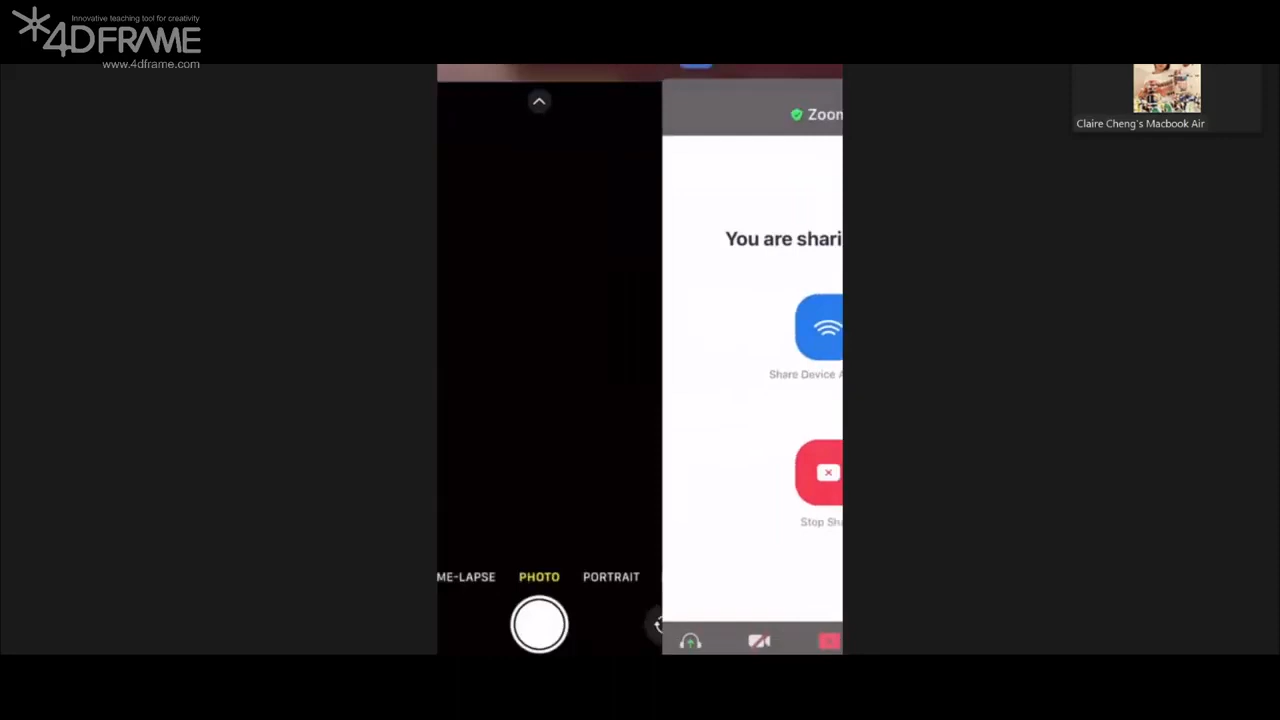 Innovative teaching tool for creativity
4DFRAME
www.4dframe.com
Claire Cheng's Macbook Air
Zoom
You are shari
Share Device A
Stop Sha
ME-LAPSE PHOTO PORTRAIT